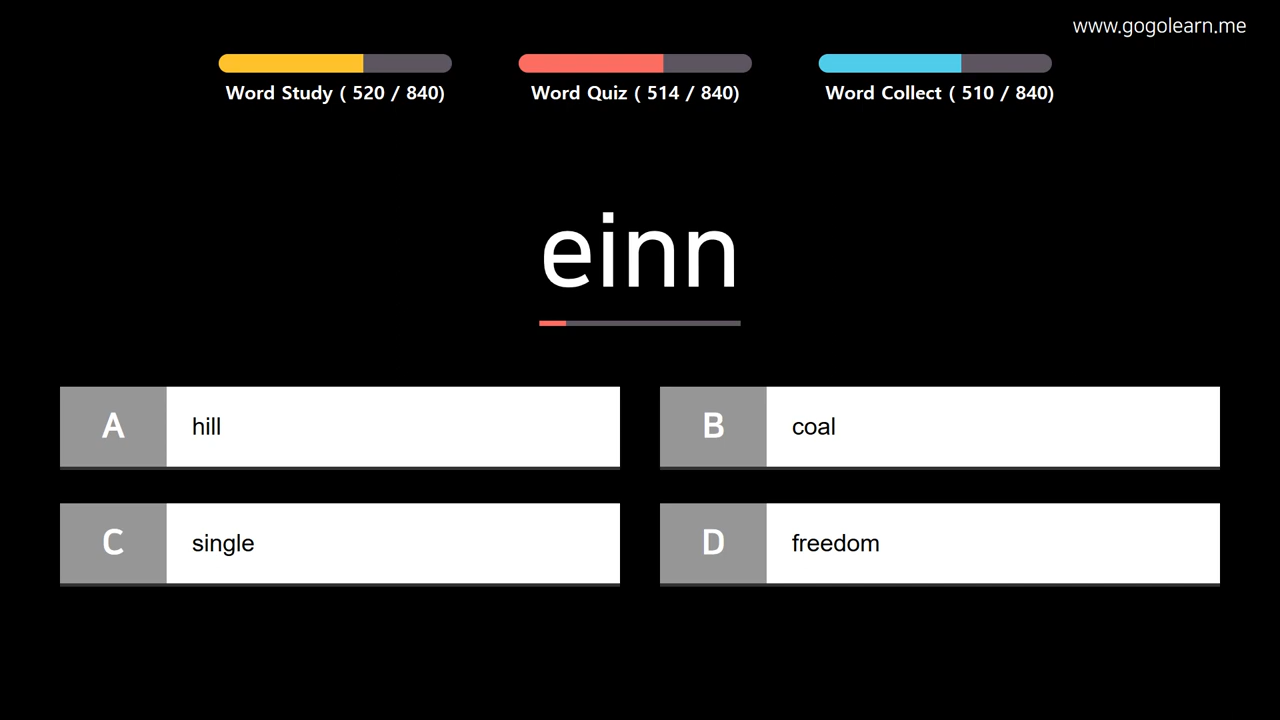 www.gogolearn.me
Word Study ( 520 / 840)
Word Quiz ( 514 / 840)
Word Collect ( 510 / 840)
einn
A hill
B coal
C single
D freedom